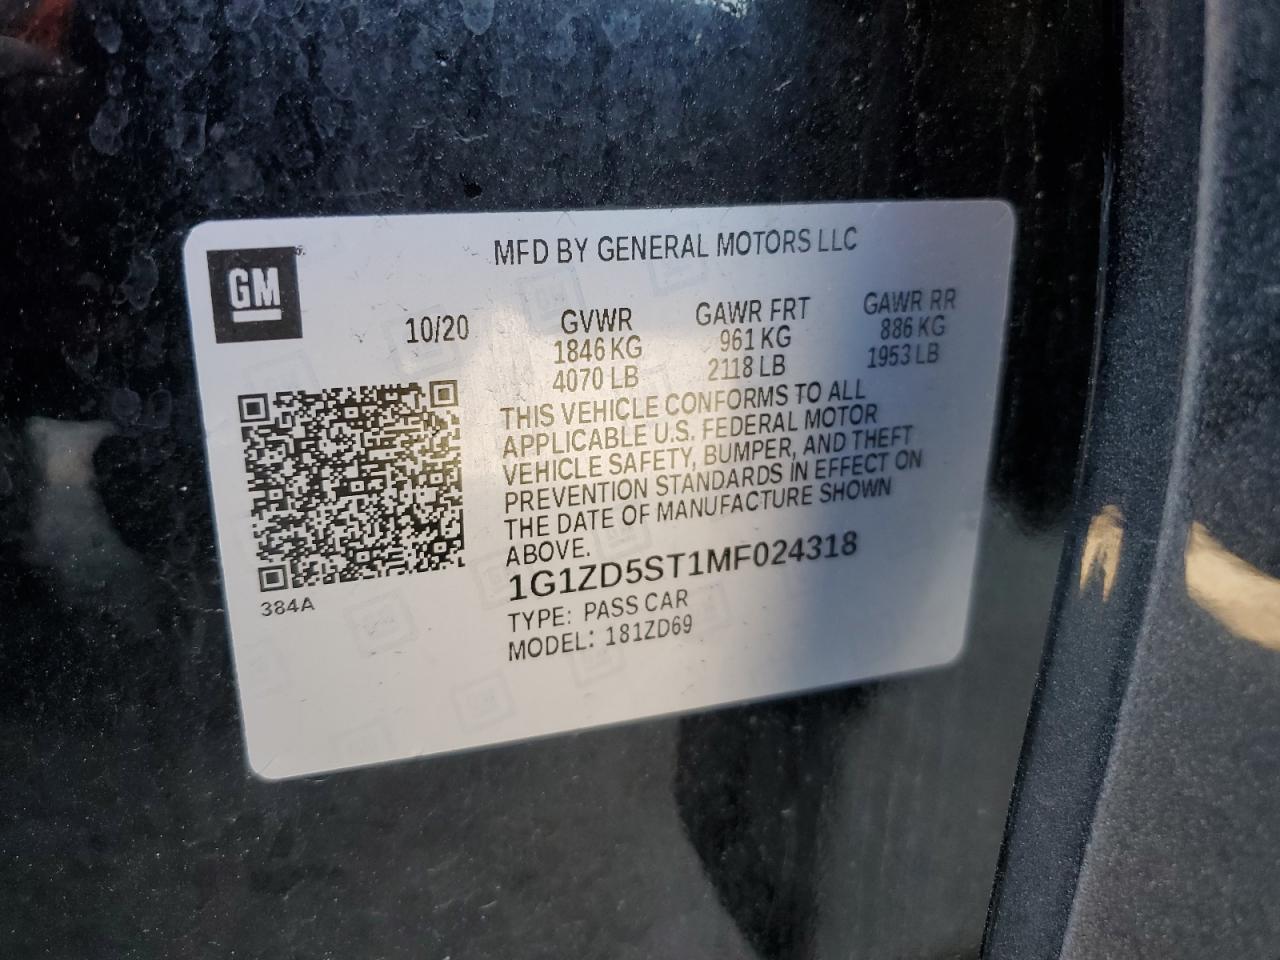 GM
MFD BY GENERAL MOTORS LLC
10/20
GVWR
1846 KG
4070 LB
GAWR FRT
961 KG
2118 LB
GAWR RR
886 KG
1953 LB
THIS VEHICLE CONFORMS TO ALL
APPLICABLE U.S. FEDERAL MOTOR
VEHICLE SAFETY, BUMPER, AND THEFT
PREVENTION STANDARDS IN EFFECT ON
THE DATE OF MANUFACTURE SHOWN
ABOVE.
1G1ZD5ST1MF024318
TYPE: PASS CAR
MODEL: 181ZD69
384A